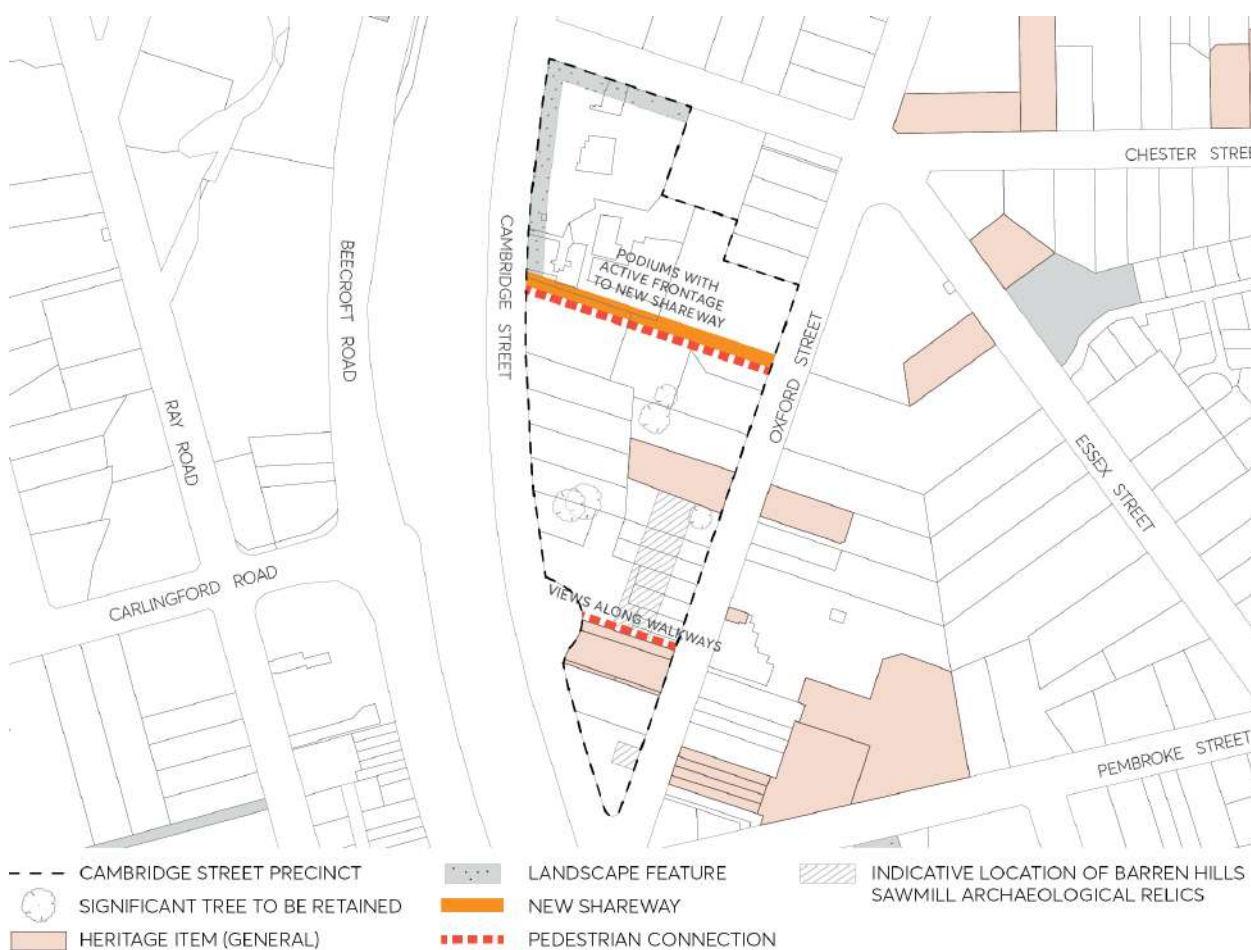 CHESTER STREE
CAMBRIDGE STREET
BEECROFT ROAD
PODIUMS WITH
ACTIVE FRONTAGE
TO NEW SHAREWAY
OXFORD STREET
RAY ROAD
ESSEX STREET
CARLINGFORD ROAD
VIEWS ALONG WALKWAYS
PEMBROKE STREET
CAMBRIDGE STREET PRECINCT
SIGNIFICANT TREE TO BE RETAINED
HERITAGE ITEM (GENERAL)
LANDSCAPE FEATURE
NEW SHAREWAY
PEDESTRIAN CONNECTION
INDICATIVE LOCATION OF BARREN HILLS
SAWMILL ARCHAEOLOGICAL RELICS